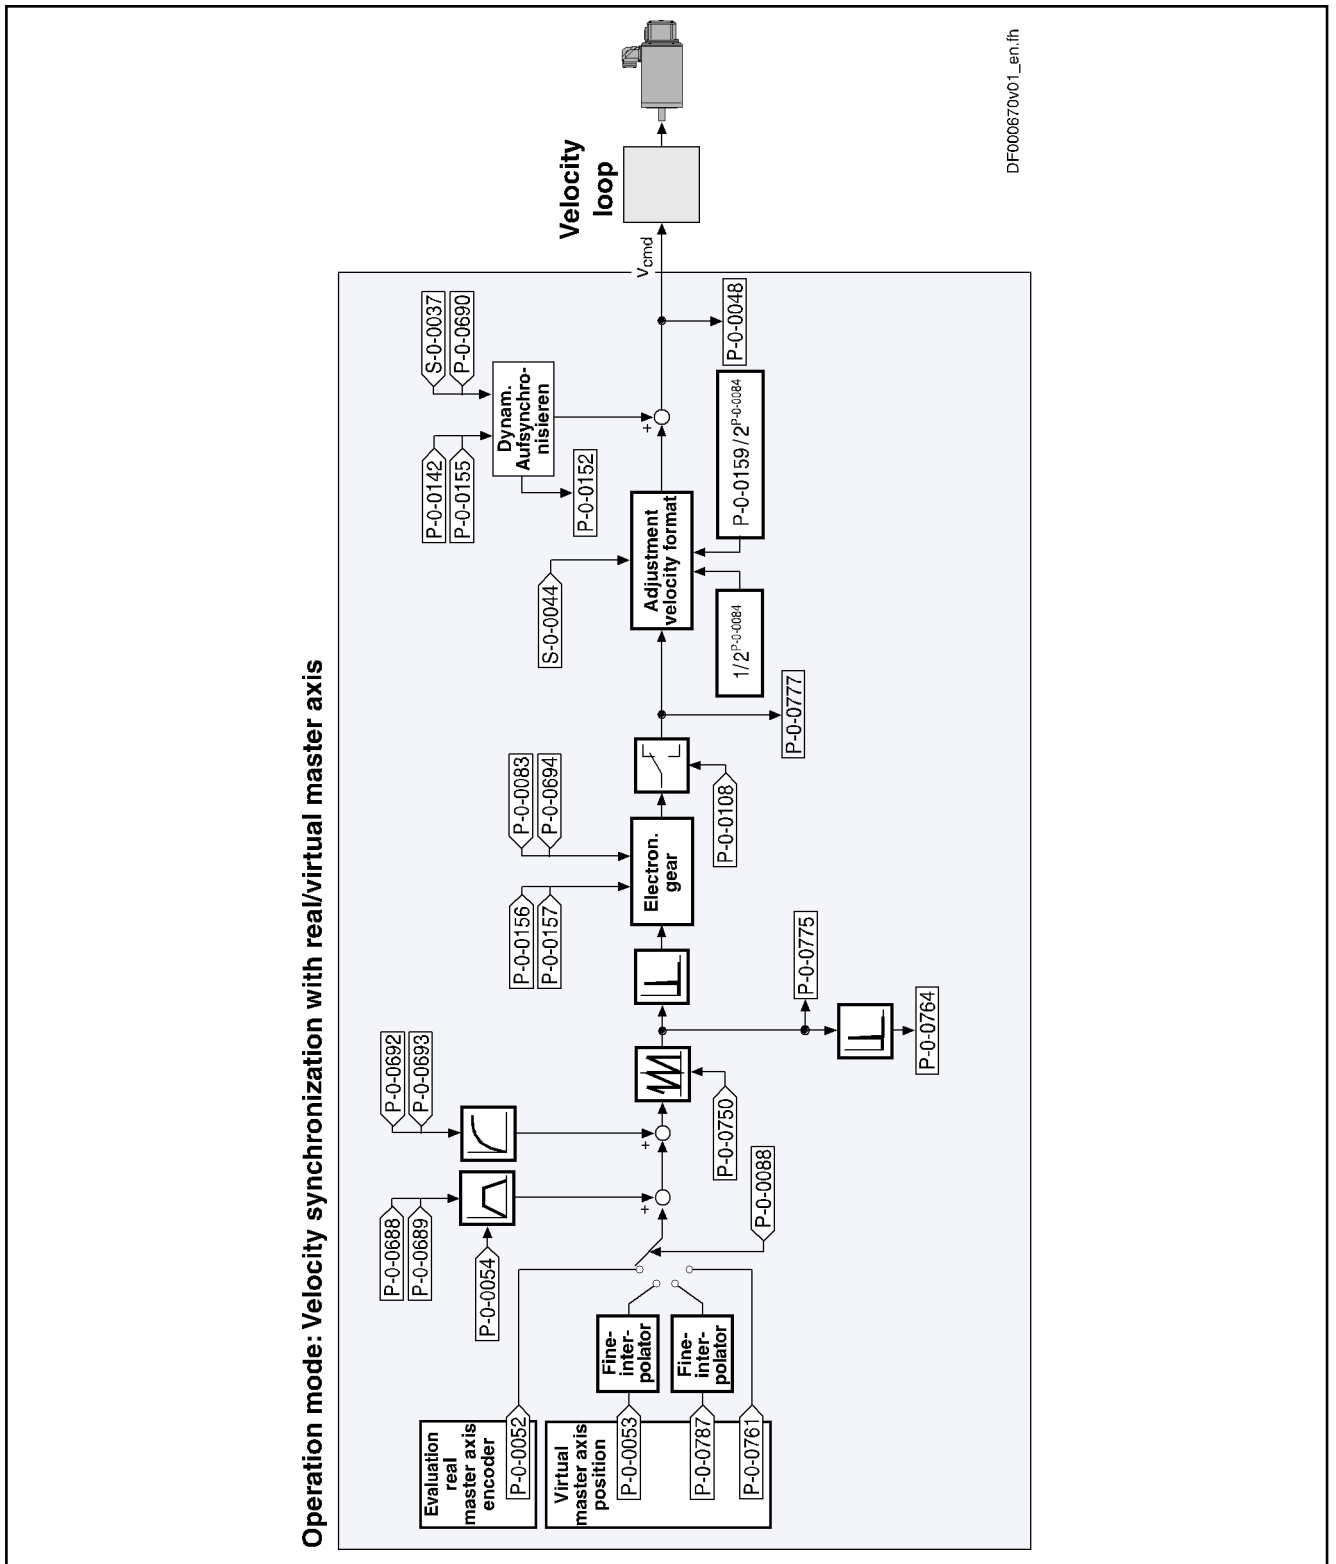 Operation mode: Velocity synchronization with real/virtual master axis
Evaluation
real
master axis
encoder
P-0-0052
Virtual
master axis
position
P-0-0053
P-0-0787
P-0-0761
Fine-
inter-
polator
Fine-
inter-
polator
P-0-0088
P-0-0688
P-0-0689
P-0-0054
+
P-0-0692
P-0-0693
+
P-0-0750
P-0-0775
P-0-0764
P-0-0156
P-0-0157
P-0-0083
P-0-0694
Electron.
gear
P-0-0108
P-0-0777
S-0-0044
Adjustment
velocity format
1/2^P-0-0084
P-0-0159/2^P-0-0084
P-0-0142
P-0-0155
S-0-0037
P-0-0690
Dynam.
Aufsynchro-
nisieren
P-0-0152
+
P-0-0048
Vcmd
Velocity
loop
DF000670v01_en.fh